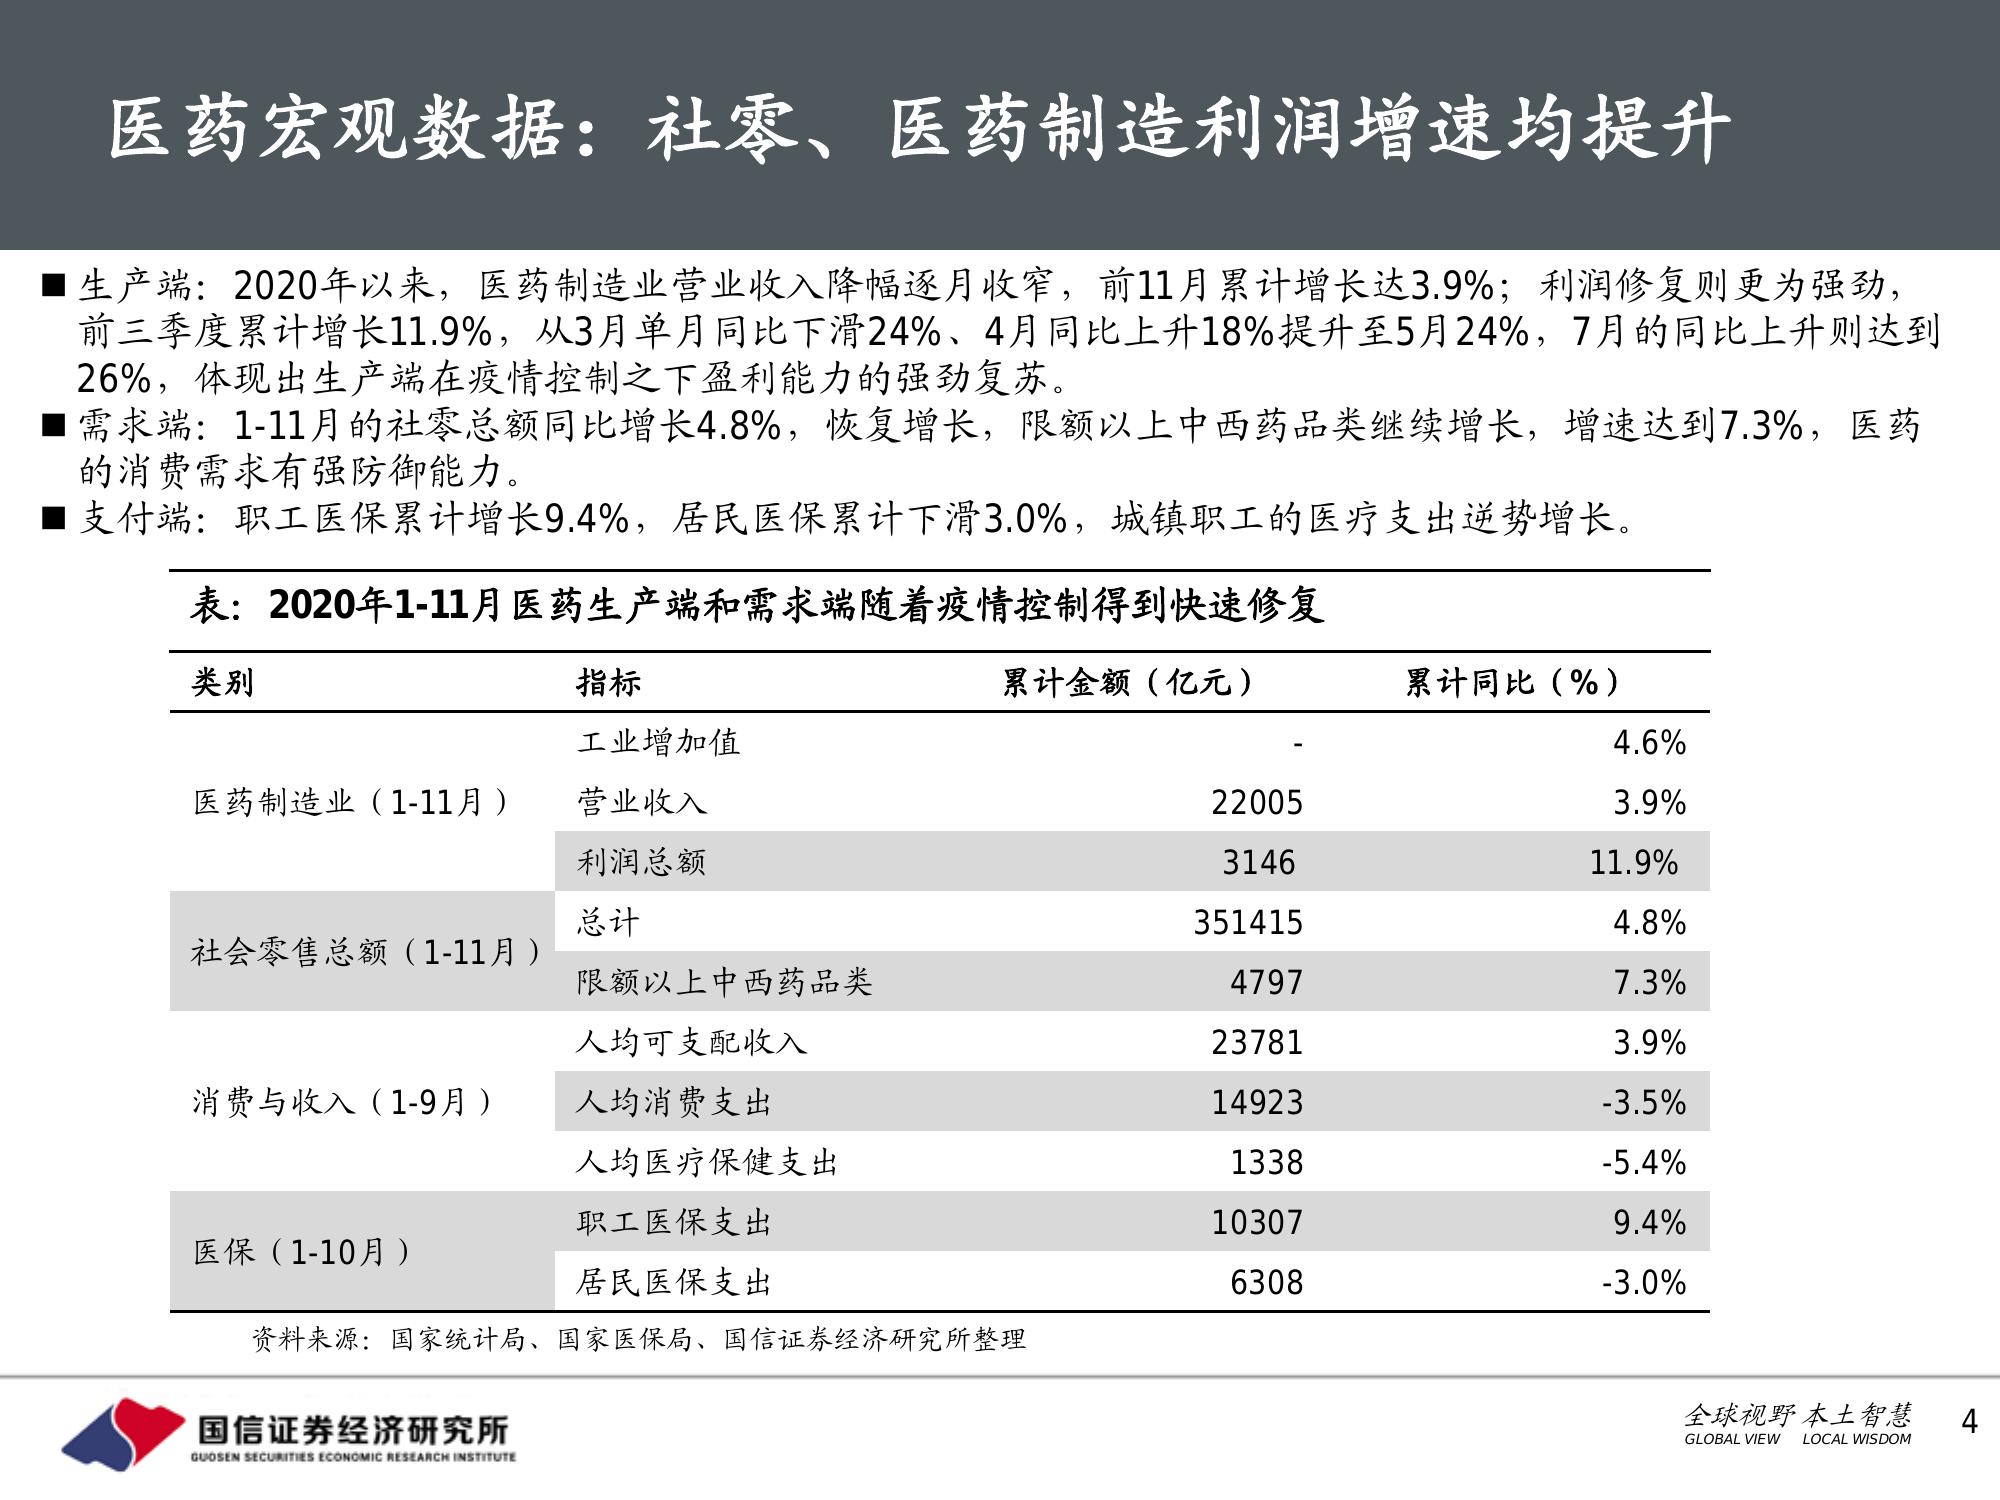 医药宏观数据：社零、医药制造利润增速均提升
■ 生产端：2020年以来，医药制造业营业收入降幅逐月收窄，前11月累计增长达3.9%；利润修复则更为强劲，
前三季度累计增长11.9%，从3月单月同比下滑24%、4月同比上升18%提升至5月24%，7月的同比上升则达到
26%，体现出生产端在疫情控制之下盈利能力的强劲复苏。
■ 需求端：1-11月的社零总额同比增长4.8%，恢复增长，限额以上中西药品类继续增长，增速达到7.3%，医药
的消费需求有强防御能力。
■ 支付端：职工医保累计增长9.4%，居民医保累计下滑3.0%，城镇职工的医疗支出逆势增长。
表：2020年1-11月医药生产端和需求端随着疫情控制得到快速修复
类别 指标 累计金额（亿元） 累计同比（%）
工业增加值 - 4.6%
医药制造业（1-11月） 营业收入 22005 3.9%
利润总额 3146 11.9%
总计 351415 4.8%
社会零售总额（1-11月）
限额以上中西药品类 4797 7.3%
人均可支配收入 23781 3.9%
消费与收入（1-9月） 人均消费支出 14923 -3.5%
人均医疗保健支出 1338 -5.4%
职工医保支出 10307 9.4%
医保（1-10月）
居民医保支出 6308 -3.0%
资料来源：国家统计局、国家医保局、国信证券经济研究所整理
国信证券经济研究所
GUOSEN SECURITIES ECONOMIC RESEARCH INSTITUTE
全球视野 本土智慧
GLOBAL VIEW LOCAL WISDOM
4